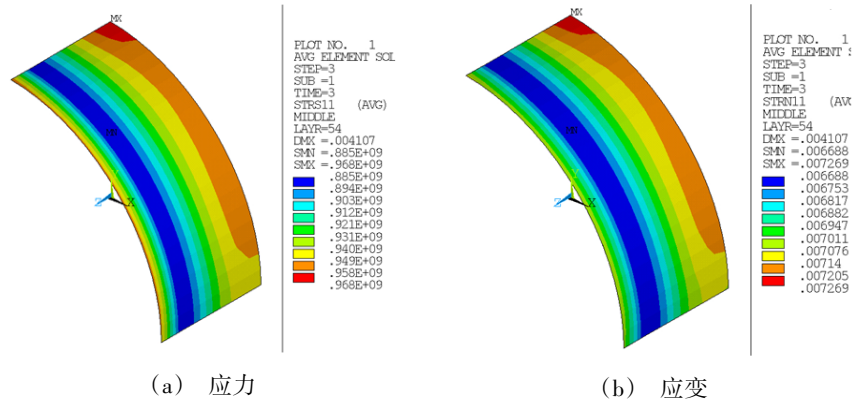 MX
PLOT NO. 1
AVG ELEMENT SOL
STEP=3
SUB =1
TIME=3
STRS11 (AVG)
MIDDLE
LAYR=54
DMX =.004107
SMN =.885E+09
SMX =.968E+09
.885E+09
.894E+09
.903E+09
.912E+09
.921E+09
.931E+09
.940E+09
.949E+09
.958E+09
.968E+09
MN
Y
Z X
(a) 应力
MX
PLOT NO. 1
AVG ELEMENT S
STEP=3
SUB =1
TIME=3
STRN11 (AV
MIDDLE
LAYR=54
DMX =.004107
SMN =.006688
SMX =.007269
.006688
.006753
.006817
.006882
.006947
.007011
.007076
.00714
.007205
.007269
MN
Y
Z X
(b) 应变